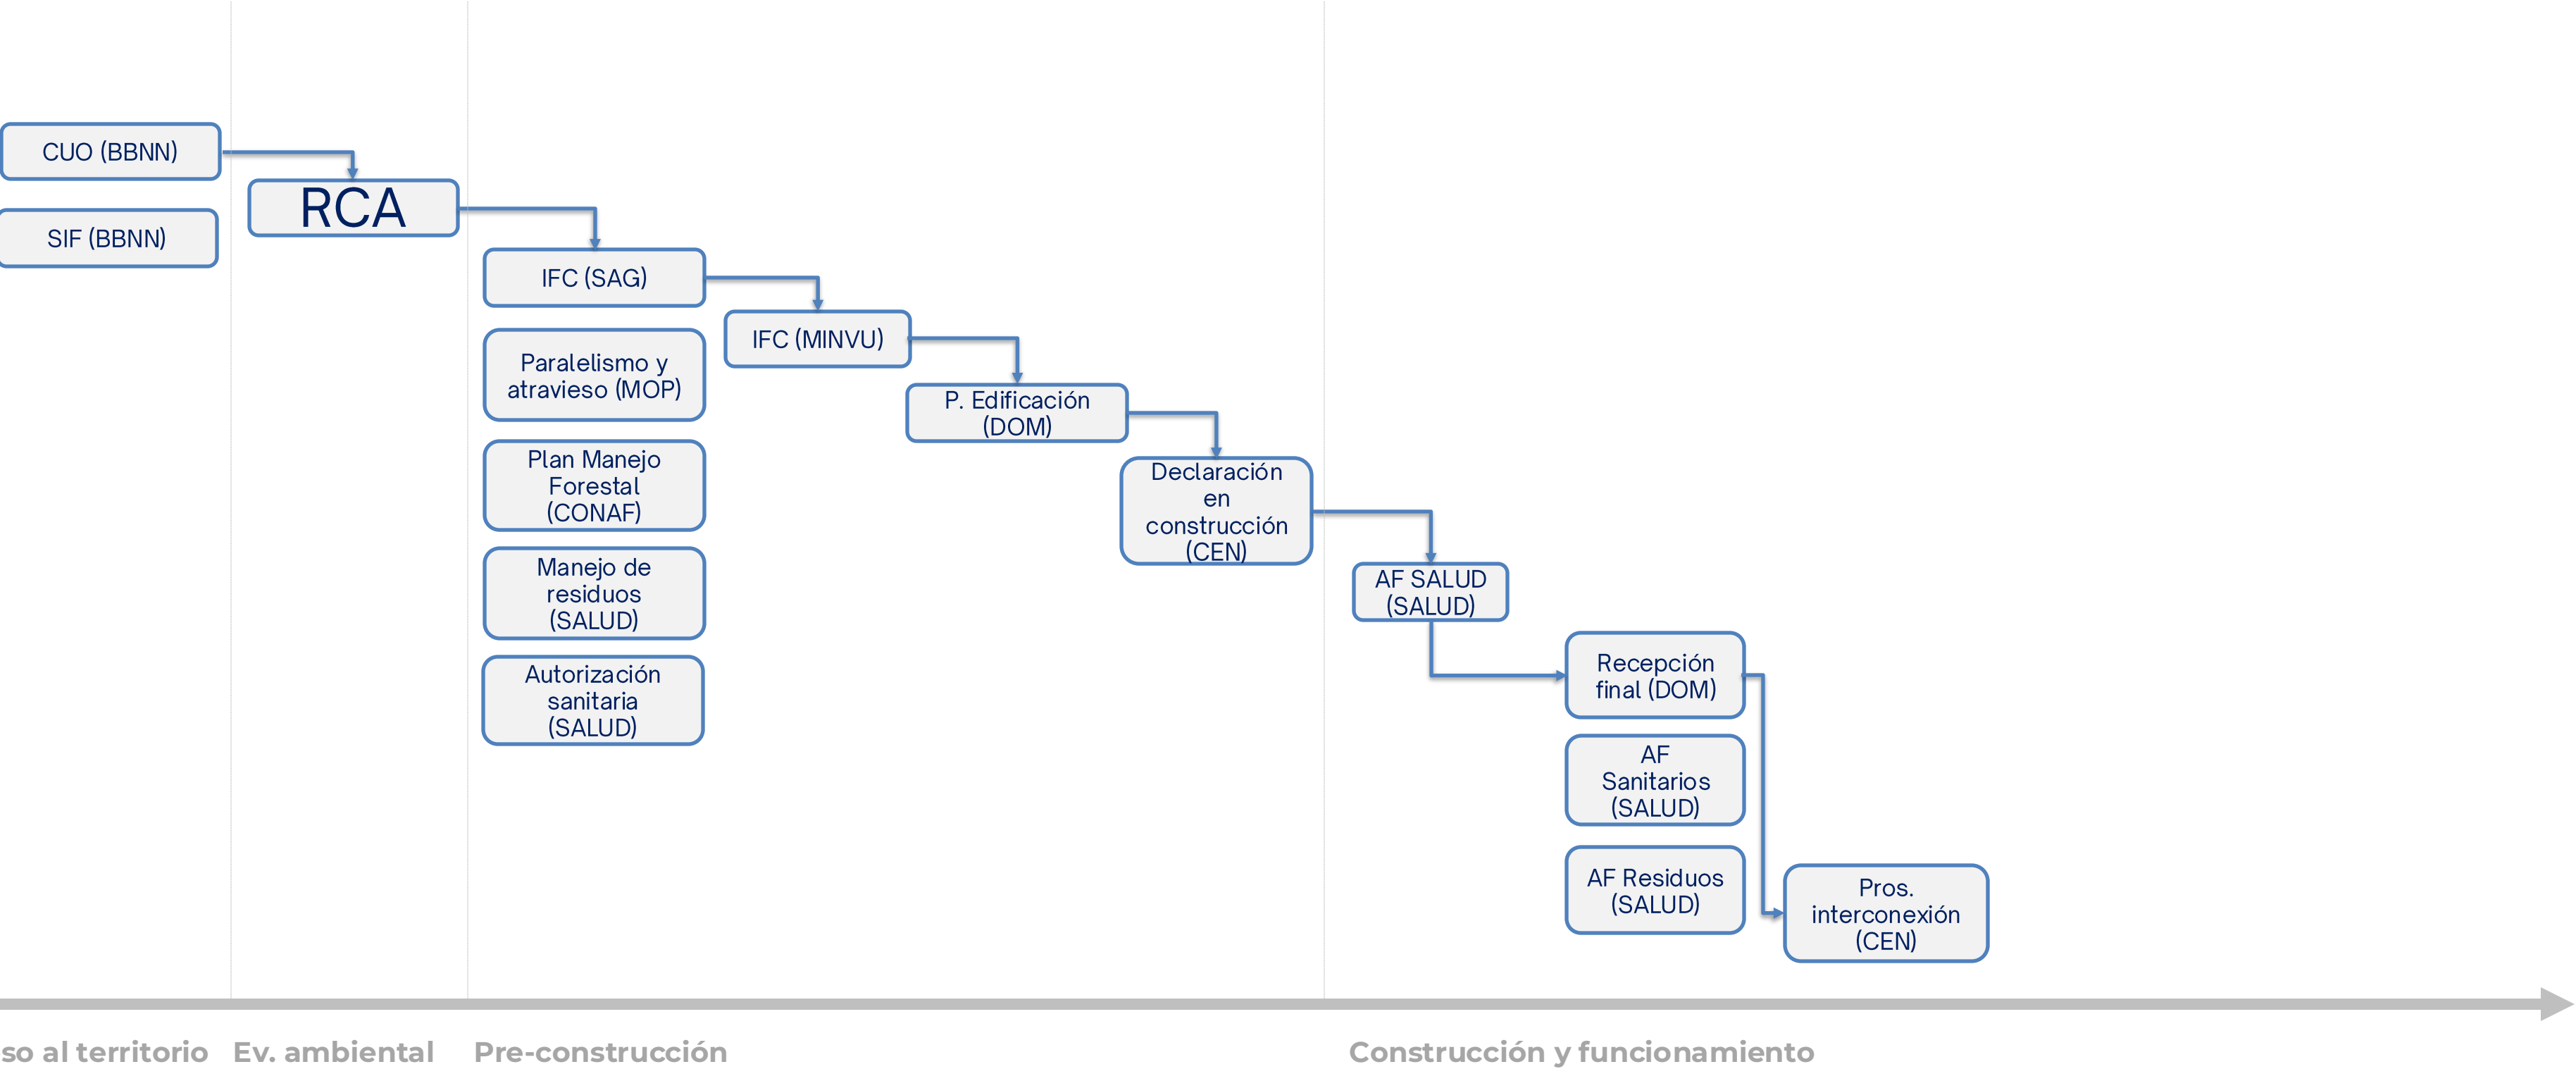 CUO (BBNN)
SIF (BBNN)
RCA
IFC (SAG)
Paralelismo y
atravieso (MOP)
Plan Manejo
Forestal
(CONAF)
Manejo de
residuos
(SALUD)
Autorización
sanitaria
(SALUD)
IFC (MINVU)
P. Edificación
(DOM)
Declaración
en
construcción
(CEN)
AF SALUD
(SALUD)
Recepción
final (DOM)
AF
Sanitarios
(SALUD)
AF Residuos
(SALUD)
Pros.
interconexión
(CEN)
so al territorio
Ev. ambiental
Pre-construcción
Construcción y funcionamiento